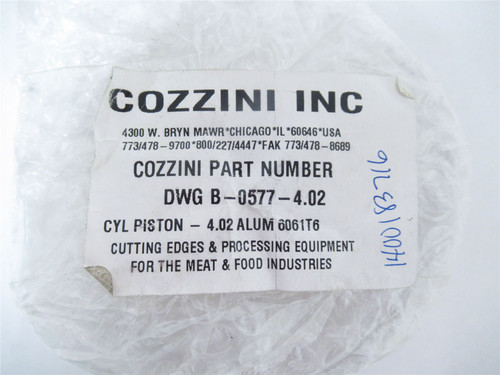 COZZINI INC
4300 W. BRYN MAWR*CHICAGO*IL*60646*USA
773/478-9700*800/227/4447*FAK 773/478-8689
COZZINI PART NUMBER
DWG B-0577-4.02
CYL PISTON - 4.02 ALUM 6061T6
CUTTING EDGES & PROCESSING EQUIPMENT
FOR THE MEAT & FOOD INDUSTRIES
1400183716